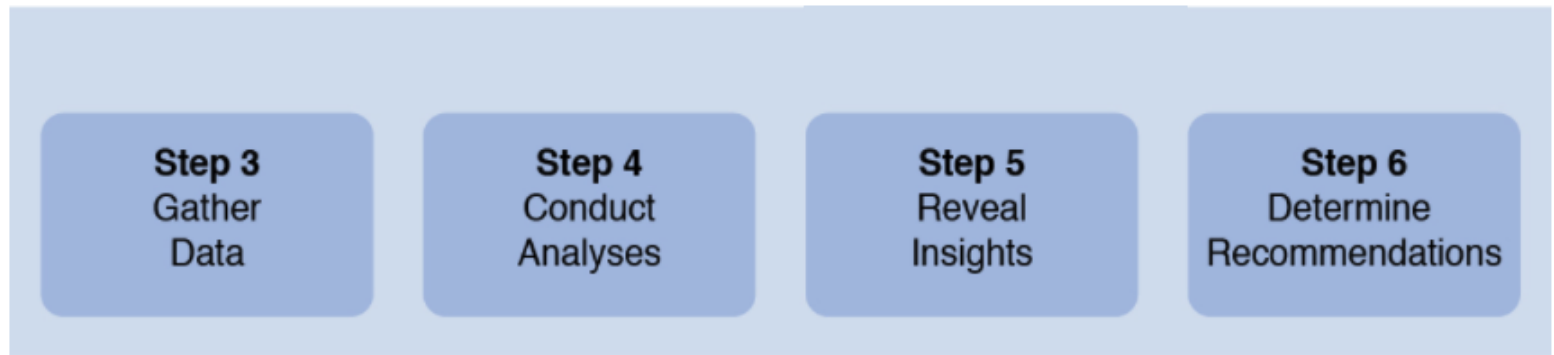 Step 3
Gather
Data
Step 4
Conduct
Analyses
Step 5
Reveal
Insights
Step 6
Determine
Recommendations